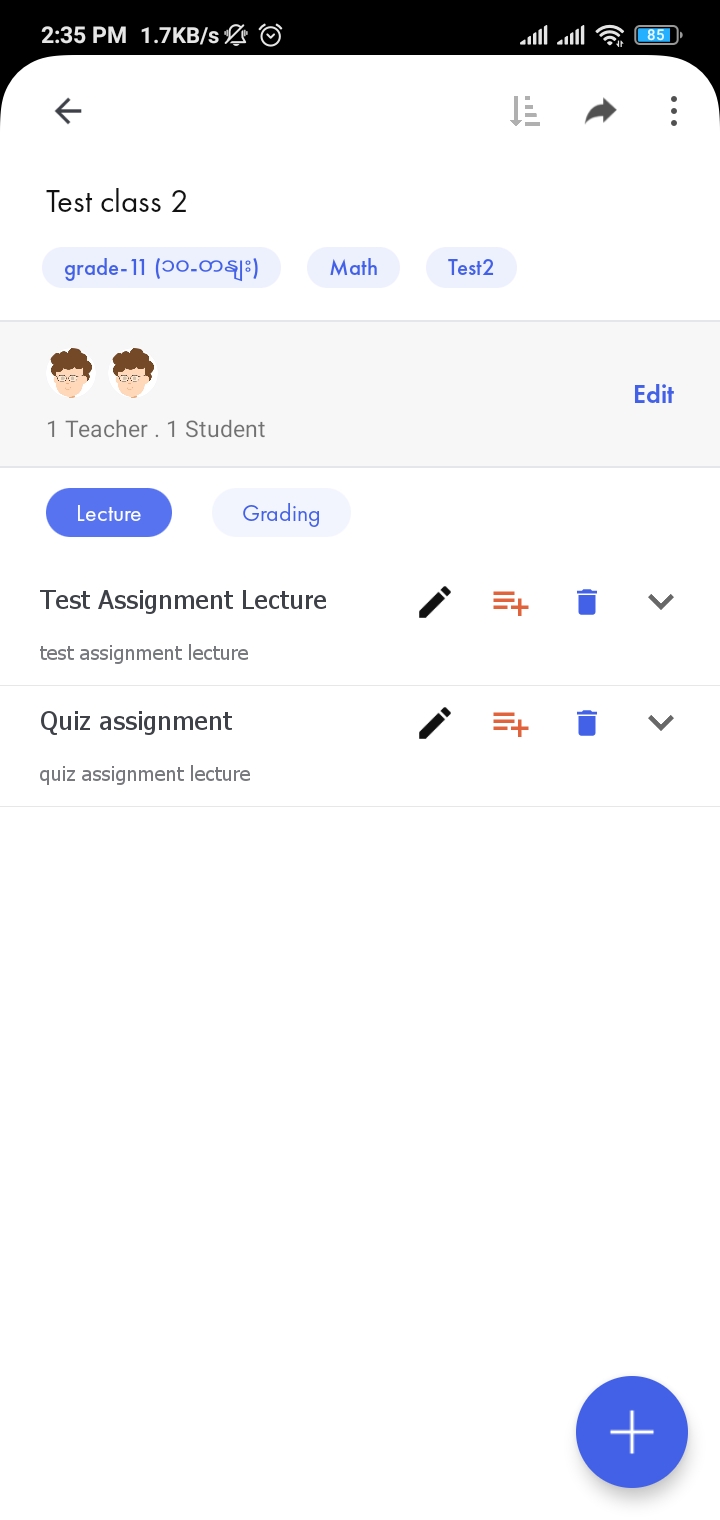 2:35 PM 1.7KB/s 85
Test class 2
grade-11 (၁၀-တန်း) Math Test2
Edit
1 Teacher . 1 Student
Lecture Grading
Test Assignment Lecture
test assignment lecture
Quiz assignment
quiz assignment lecture